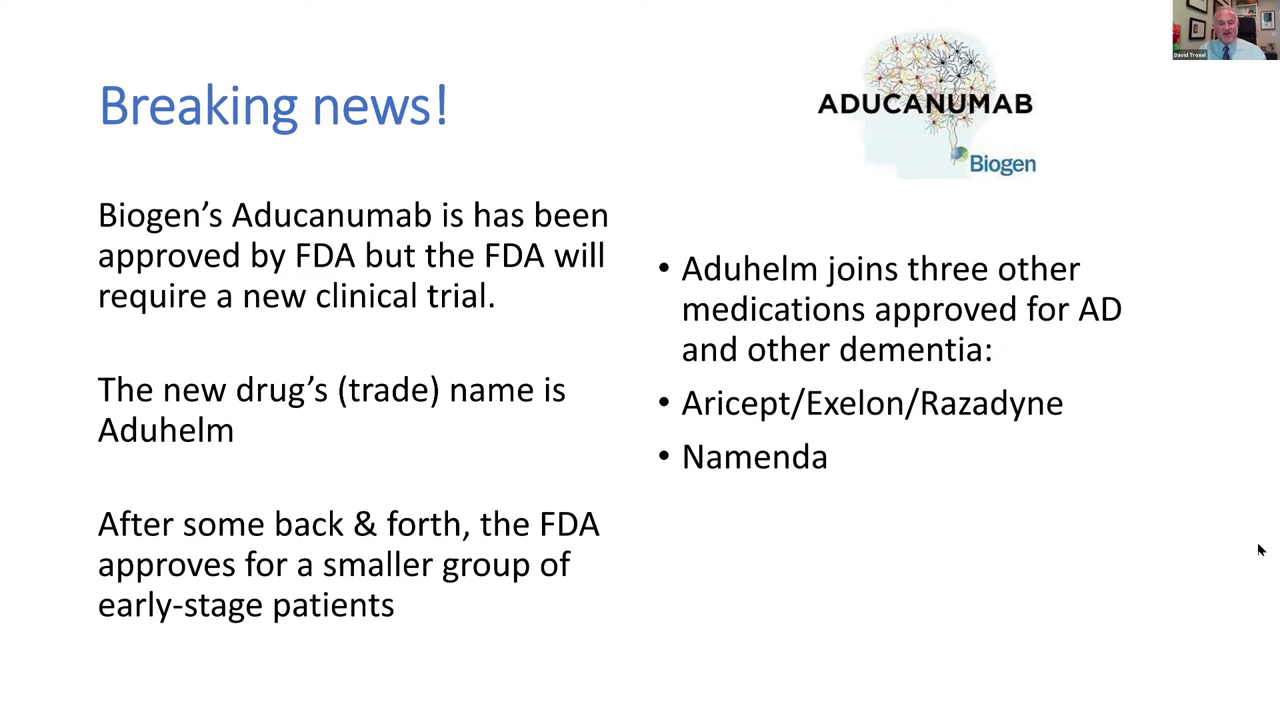 Breaking news!
Biogen’s Aducanumab is has been
approved by FDA but the FDA will
require a new clinical trial.
The new drug’s (trade) name is
Aduhelm
After some back & forth, the FDA
approves for a smaller group of
early-stage patients
ADUCANUMAB
Biogen
• Aduhelm joins three other
medications approved for AD
and other dementia:
• Aricept/Exelon/Razadyne
• Namenda
David Troxel